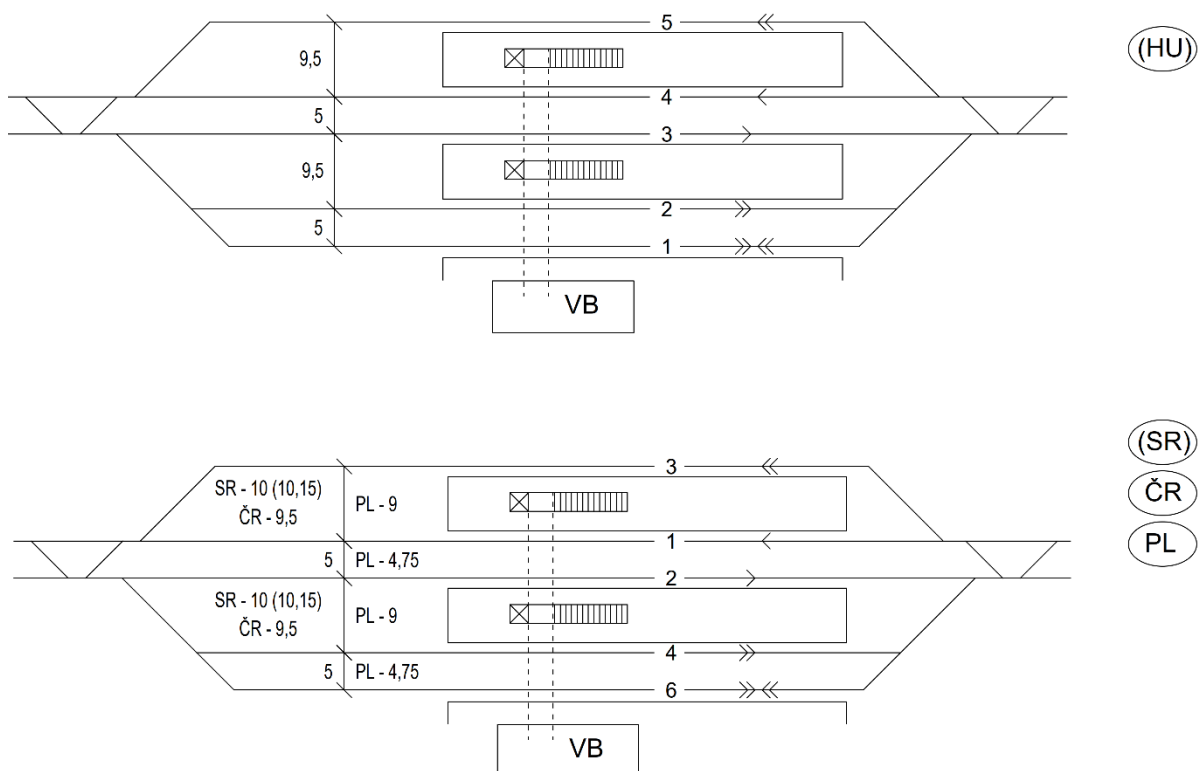 5
(HU)
9,5
4
5
3
9,5
2
5
1
VB
3
(SR)
SR - 10 (10,15)
ČR - 9,5
PL - 9
ČR
1
PL
5
PL - 4,75
2
SR - 10 (10,15)
ČR - 9,5
PL - 9
4
5
PL - 4,75
6
VB